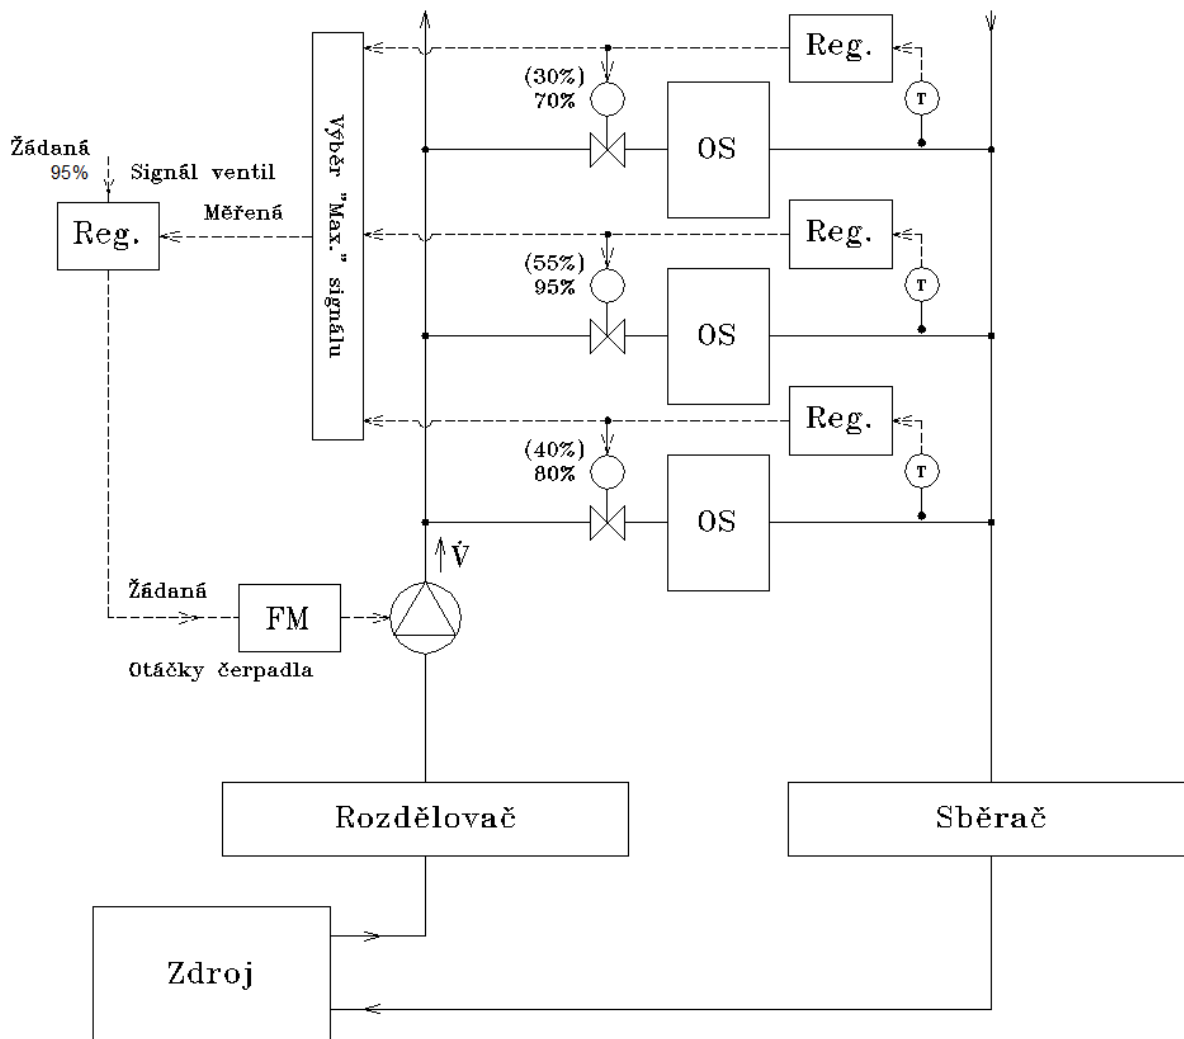 Reg.
(30%)
70%
T
OS
Výběr "Max." signálu
Žádaná
95%
Signál ventil
Měřená
Reg.
Reg.
(55%)
95%
T
OS
Reg.
(40%)
80%
T
OS
V̇
Žádaná
FM
Otáčky čerpadla
Rozdělovač
Sběrač
Zdroj